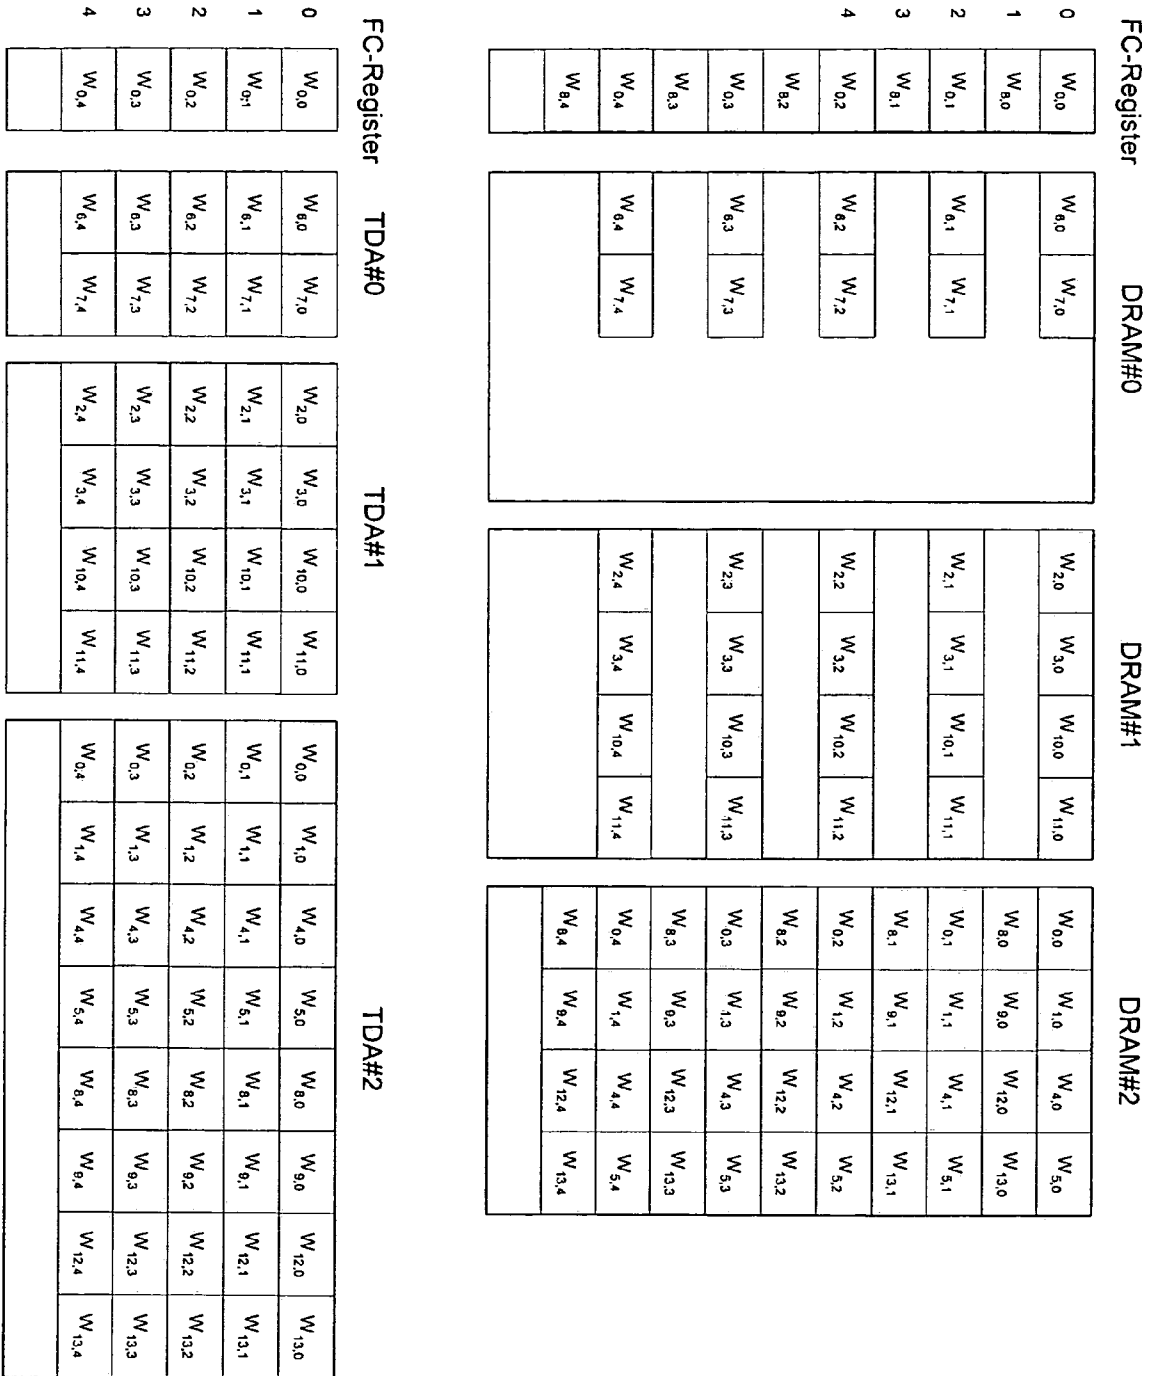 FC-Register DRAM#0 DRAM#1 DRAM#2
0 W0,0 W6,0 W7,0 W2,0 W3,0 W10,0 W11,0 W0,0 W1,0 W4,0 W5,0
1 W8,0 W8,0 W9,0 W12,0 W13,0
2 W0,1 W6,1 W7,1 W2,1 W3,1 W10,1 W11,1 W0,1 W1,1 W4,1 W5,1
3 W8,1 W8,1 W9,1 W12,1 W13,1
4 W0,2 W6,2 W7,2 W2,2 W3,2 W10,2 W11,2 W0,2 W1,2 W4,2 W5,2
W8,2 W8,2 W9,2 W12,2 W13,2
W0,3 W6,3 W7,3 W2,3 W3,3 W10,3 W11,3 W0,3 W1,3 W4,3 W5,3
W8,3 W8,3 W9,3 W12,3 W13,3
W0,4 W6,4 W7,4 W2,4 W3,4 W10,4 W11,4 W0,4 W1,4 W4,4 W5,4
W8,4 W8,4 W9,4 W12,4 W13,4
FC-Register TDA#0 TDA#1 TDA#2
0 W0,0 W6,0 W7,0 W2,0 W3,0 W10,0 W11,0 W0,0 W1,0 W4,0 W5,0 W8,0 W9,0 W12,0 W13,0
1 W0;1 W6,1 W7,1 W2,1 W3,1 W10,1 W11,1 W0,1 W1,1 W4,1 W5,1 W8,1 W9,1 W12,1 W13,1
2 W0,2 W6,2 W7,2 W2,2 W3,2 W10,2 W11,2 W0,2 W1,2 W4,2 W5,2 W8,2 W9,2 W12,2 W13,2
3 W0,3 W6,3 W7,3 W2,3 W3,3 W10,3 W11,3 W0,3 W1,3 W4,3 W5,3 W8,3 W9,3 W12,3 W13,3
4 W0,4 W6,4 W7,4 W2,4 W3,4 W10,4 W11,4 W0,4 W1,4 W4,4 W5,4 W8,4 W9,4 W12,4 W13,4